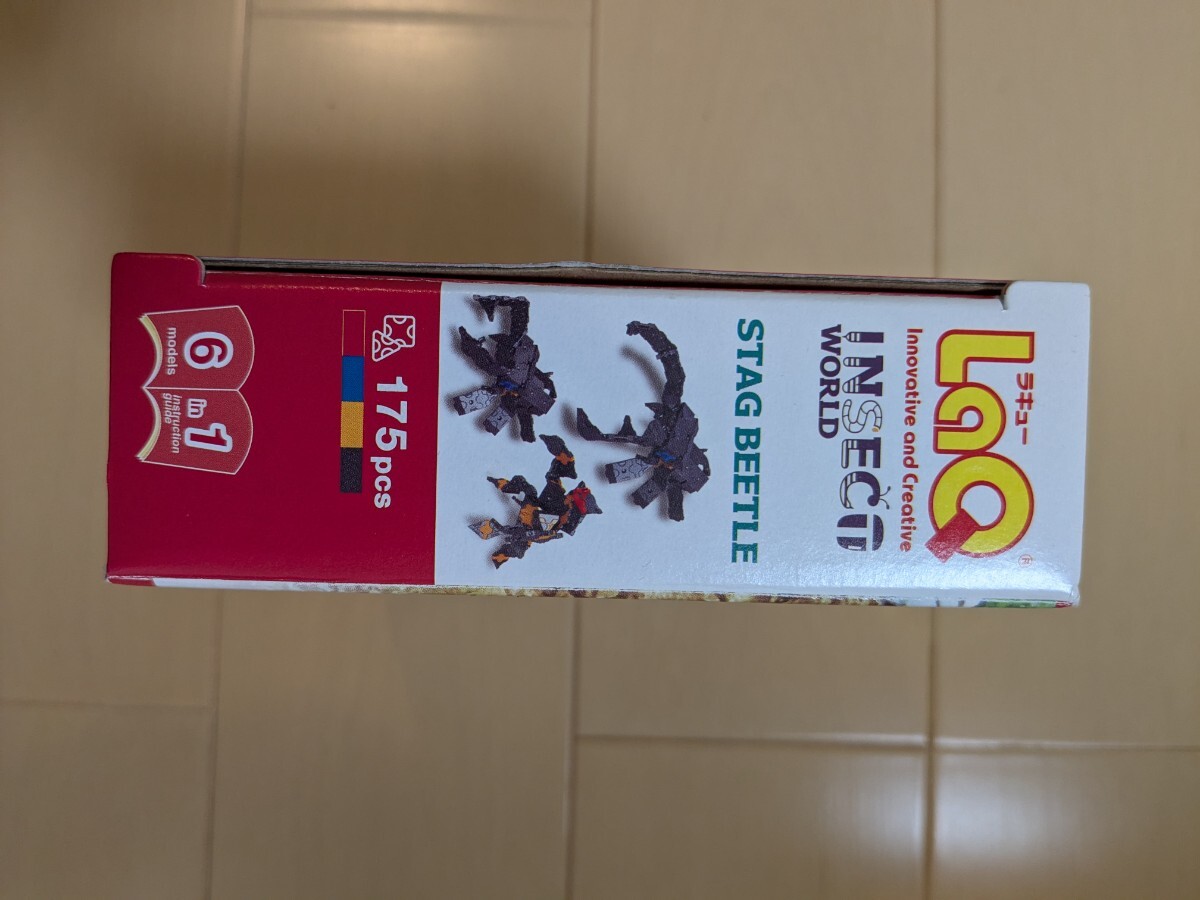 ラキュー
LaQ®
Innovative and Creative
INSECT
WORLD
STAG BEETLE
175pcs
6 in 1
models
instruction
guide